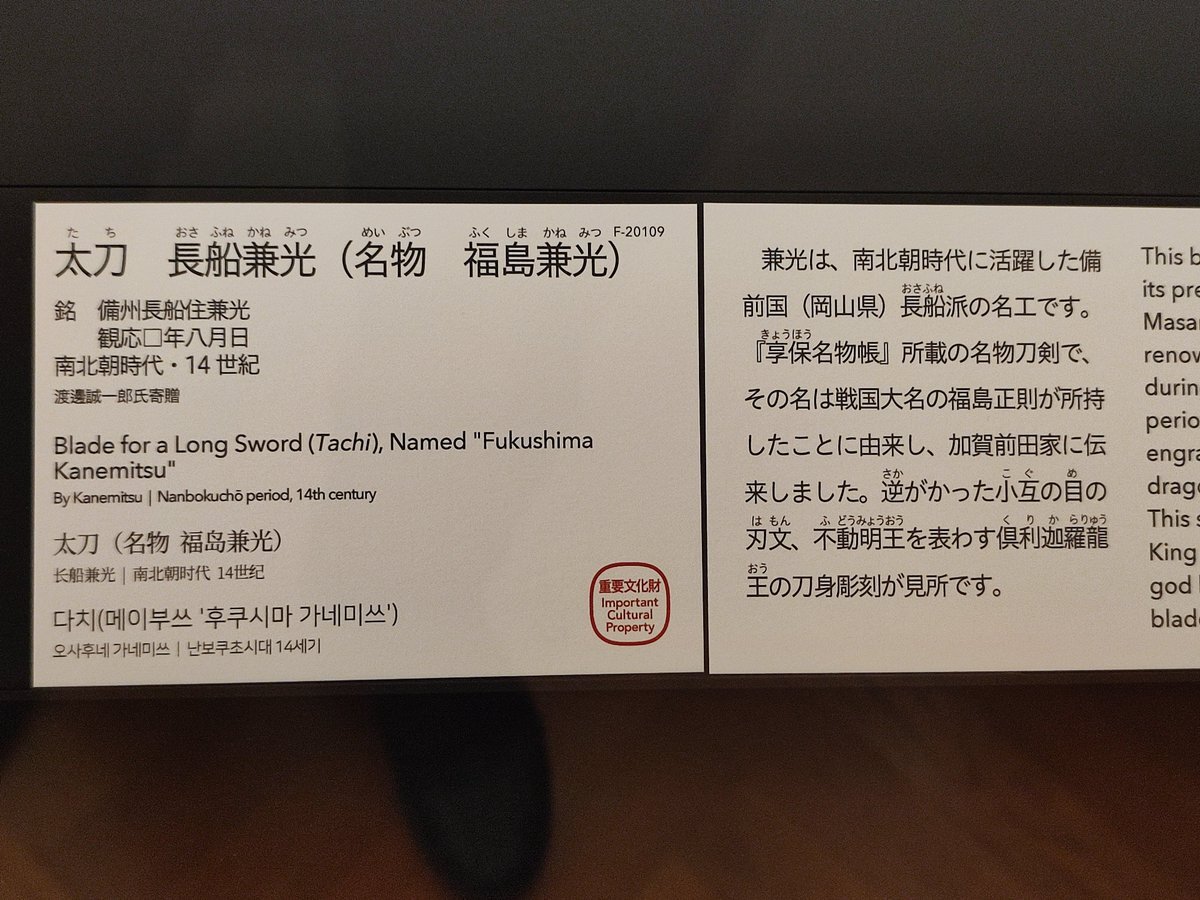 たち おさふねかねみつ めいぶつ ふくしまかねみつ
太刀　長船兼光（名物　福島兼光） F-20109
銘　備州長船住兼光
観応□年八月日
南北朝時代・14世紀
渡邊誠一郎氏寄贈
Blade for a Long Sword (Tachi), Named "Fukushima
Kanemitsu"
By Kanemitsu | Nanbokuchō period, 14th century
太刀（名物 福岛兼光）
长船兼光 | 南北朝时代 14世纪
다치(메이부쓰 '후쿠시마 가네미쓰')
오사후네 가네미쓰 | 난보쿠초시대 14세기
重要文化財
Important
Cultural
Property
兼光は、南北朝時代に活躍した備
おさふね
前国（岡山県）長船派の名工です。
きょうほう
『享保名物帳』所載の名物刀剣で、
その名は戦国大名の福島正則が所持
したことに由来し、加賀前田家に伝
さか こぐ め
来しました。逆がかった小互の目の
はもん ふどうみょうおう くりからりゅう
刃文、不動明王を表わす倶利迦羅龍
おう
王の刀身彫刻が見所です。
This
its
during
This
King
god